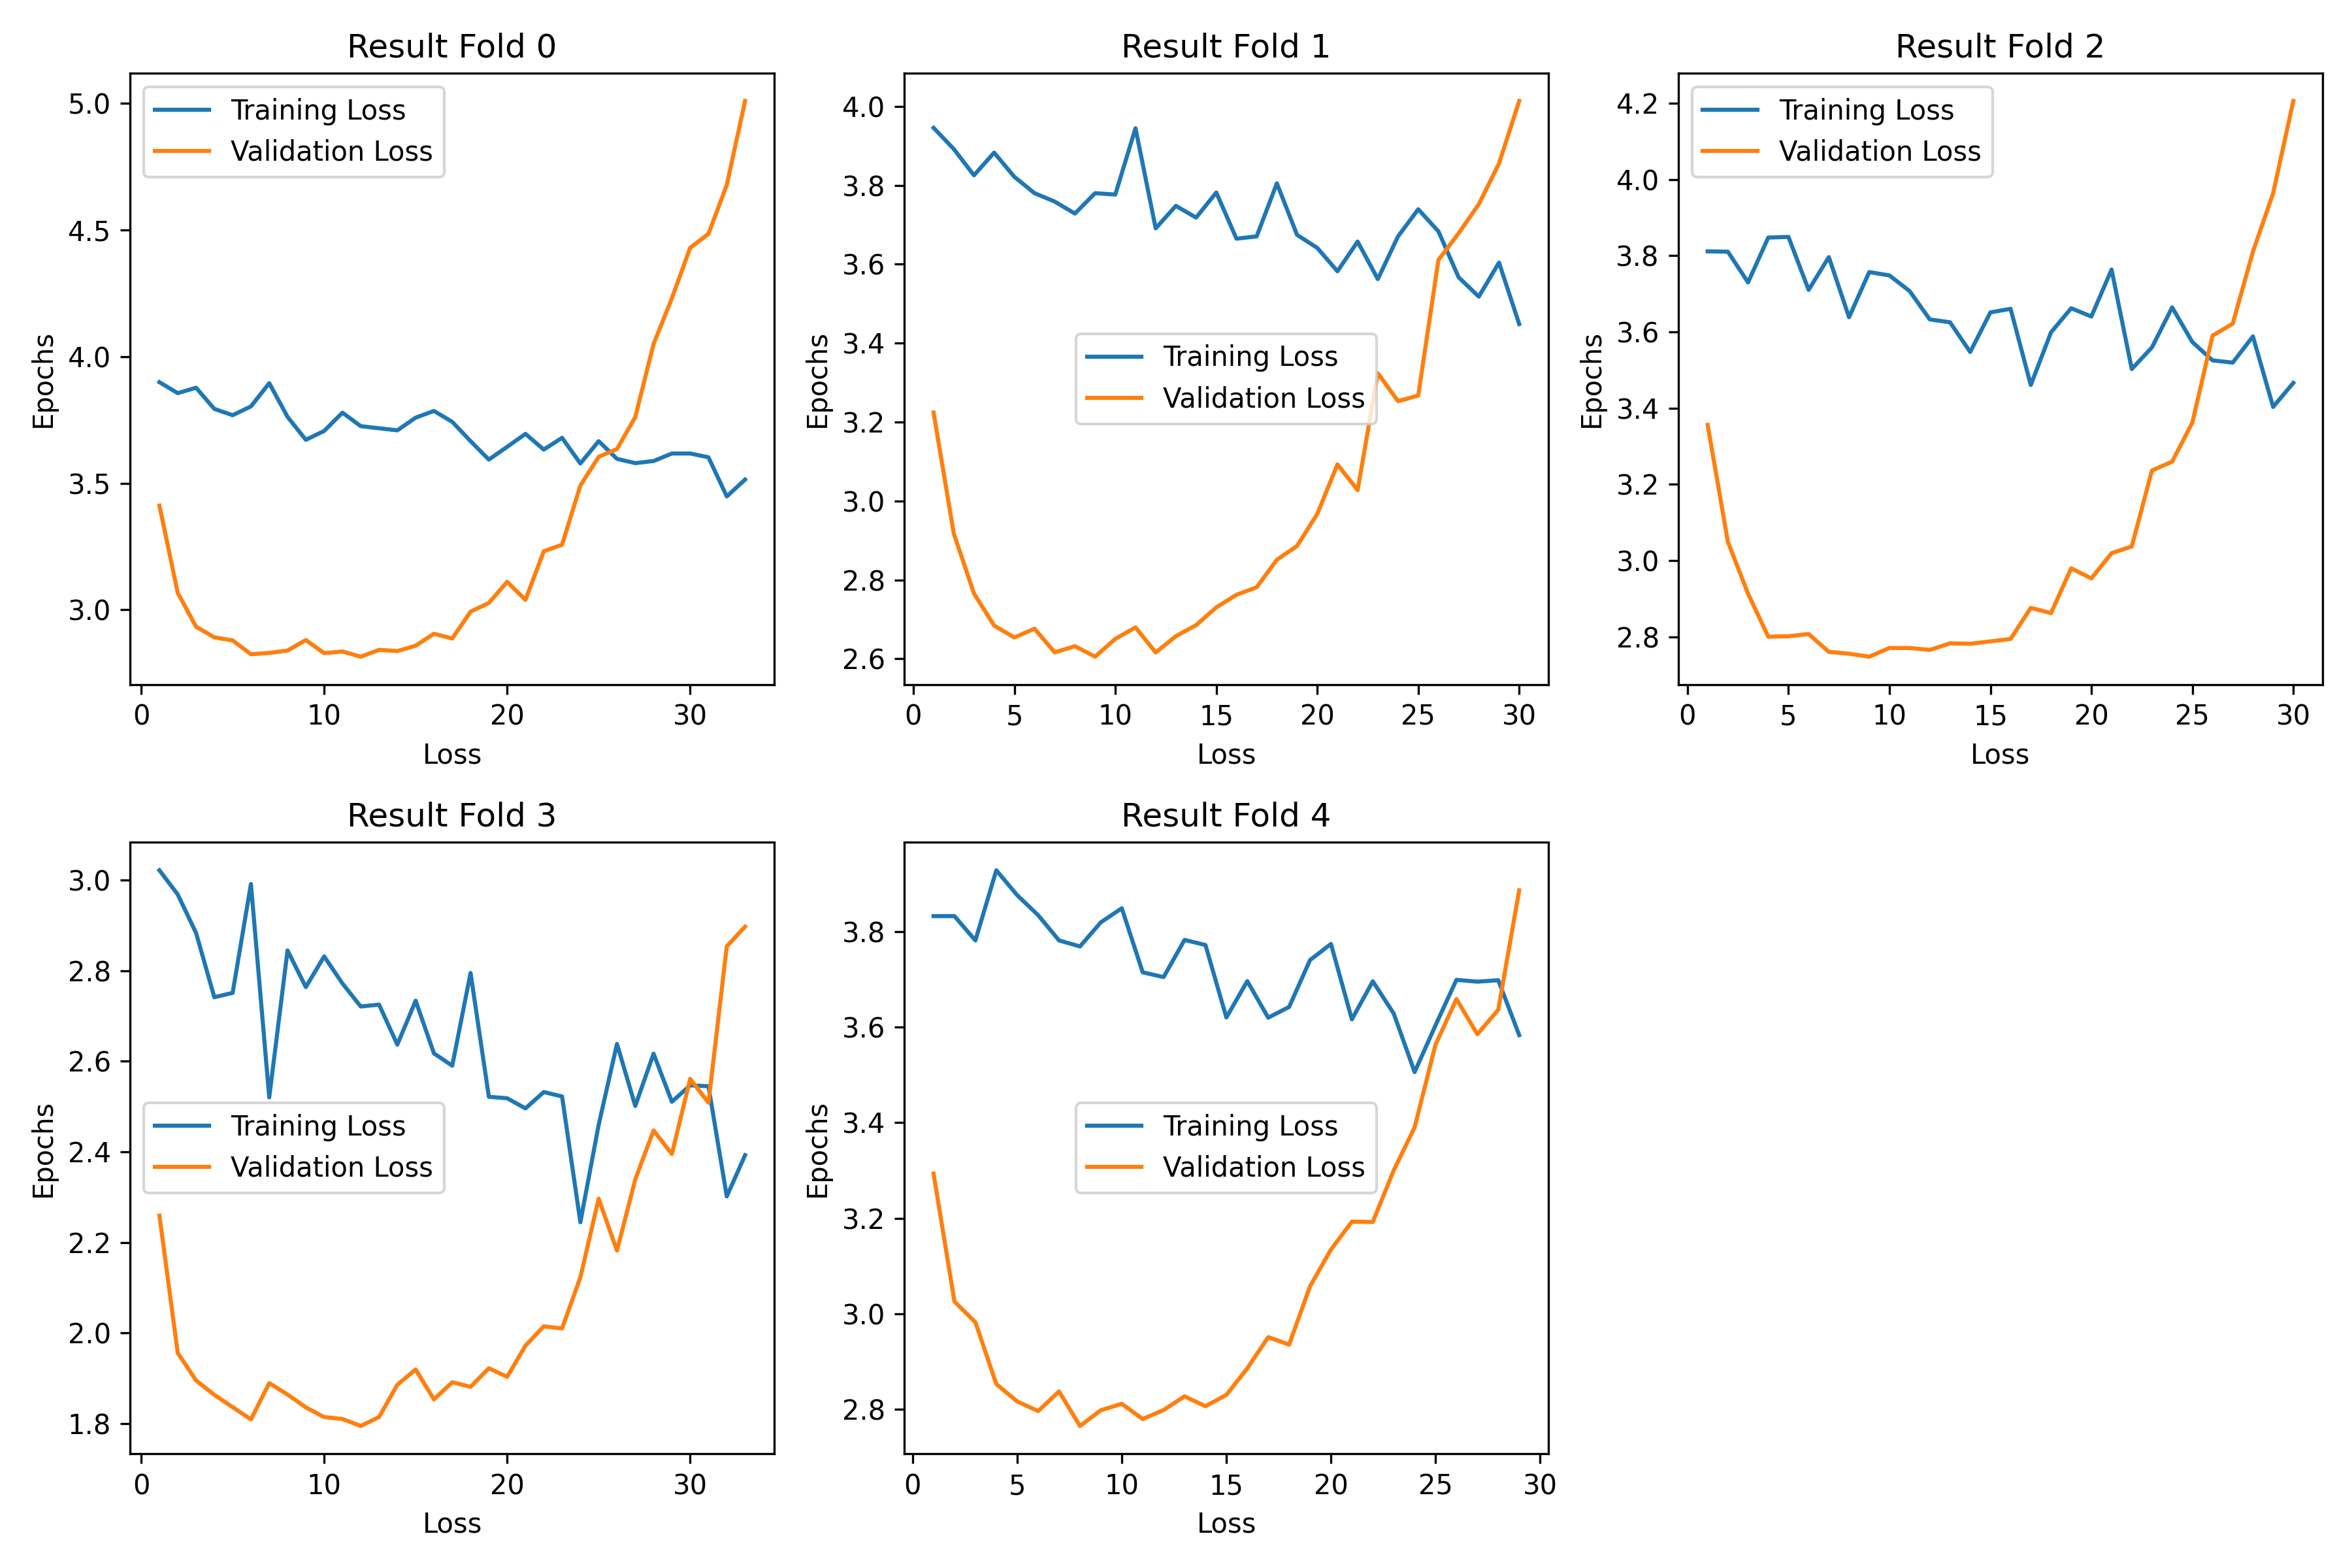 Result Fold 0
5.0
4.5
4.0
3.5
3.0
Epochs
Training Loss
Validation Loss
0 10 20 30
Loss
Result Fold 1
4.0
3.8
3.6
3.4
3.2
3.0
2.8
2.6
Epochs
Training Loss
Validation Loss
0 5 10 15 20 25 30
Loss
Result Fold 2
4.2
4.0
3.8
3.6
3.4
3.2
3.0
2.8
Epochs
Training Loss
Validation Loss
0 5 10 15 20 25 30
Loss
Result Fold 3
3.0
2.8
2.6
2.4
2.2
2.0
1.8
Epochs
Training Loss
Validation Loss
0 10 20 30
Loss
Result Fold 4
3.8
3.6
3.4
3.2
3.0
2.8
Epochs
Training Loss
Validation Loss
0 5 10 15 20 25 30
Loss